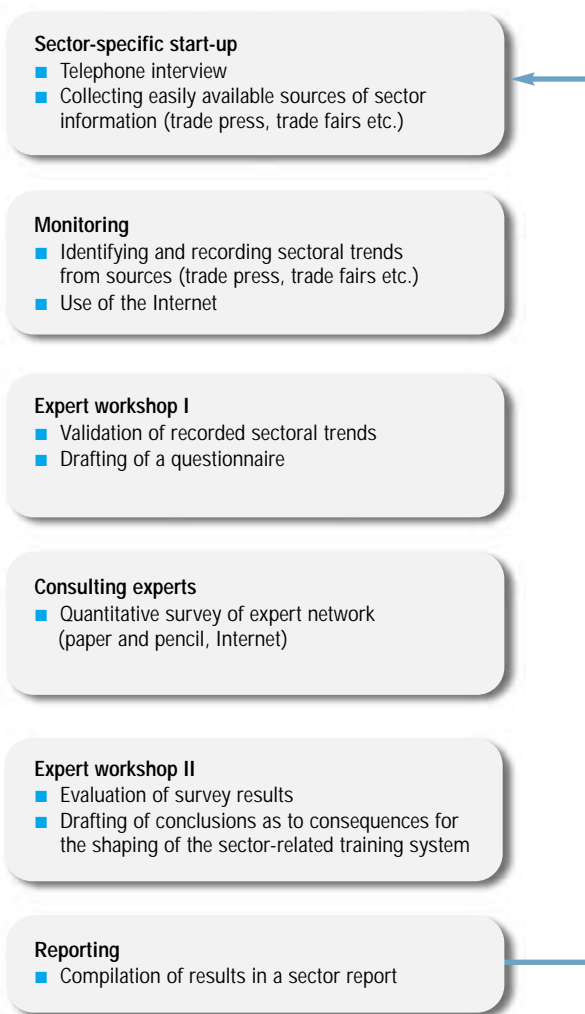 Sector-specific start-up
■ Telephone interview
■ Collecting easily available sources of sector
information (trade press, trade fairs etc.)
Monitoring
■ Identifying and recording sectoral trends
from sources (trade press, trade fairs etc.)
■ Use of the Internet
Expert workshop I
■ Validation of recorded sectoral trends
■ Drafting of a questionnaire
Consulting experts
■ Quantitative survey of expert network
(paper and pencil, Internet)
Expert workshop II
■ Evaluation of survey results
■ Drafting of conclusions as to consequences for
the shaping of the sector-related training system
Reporting
■ Compilation of results in a sector report